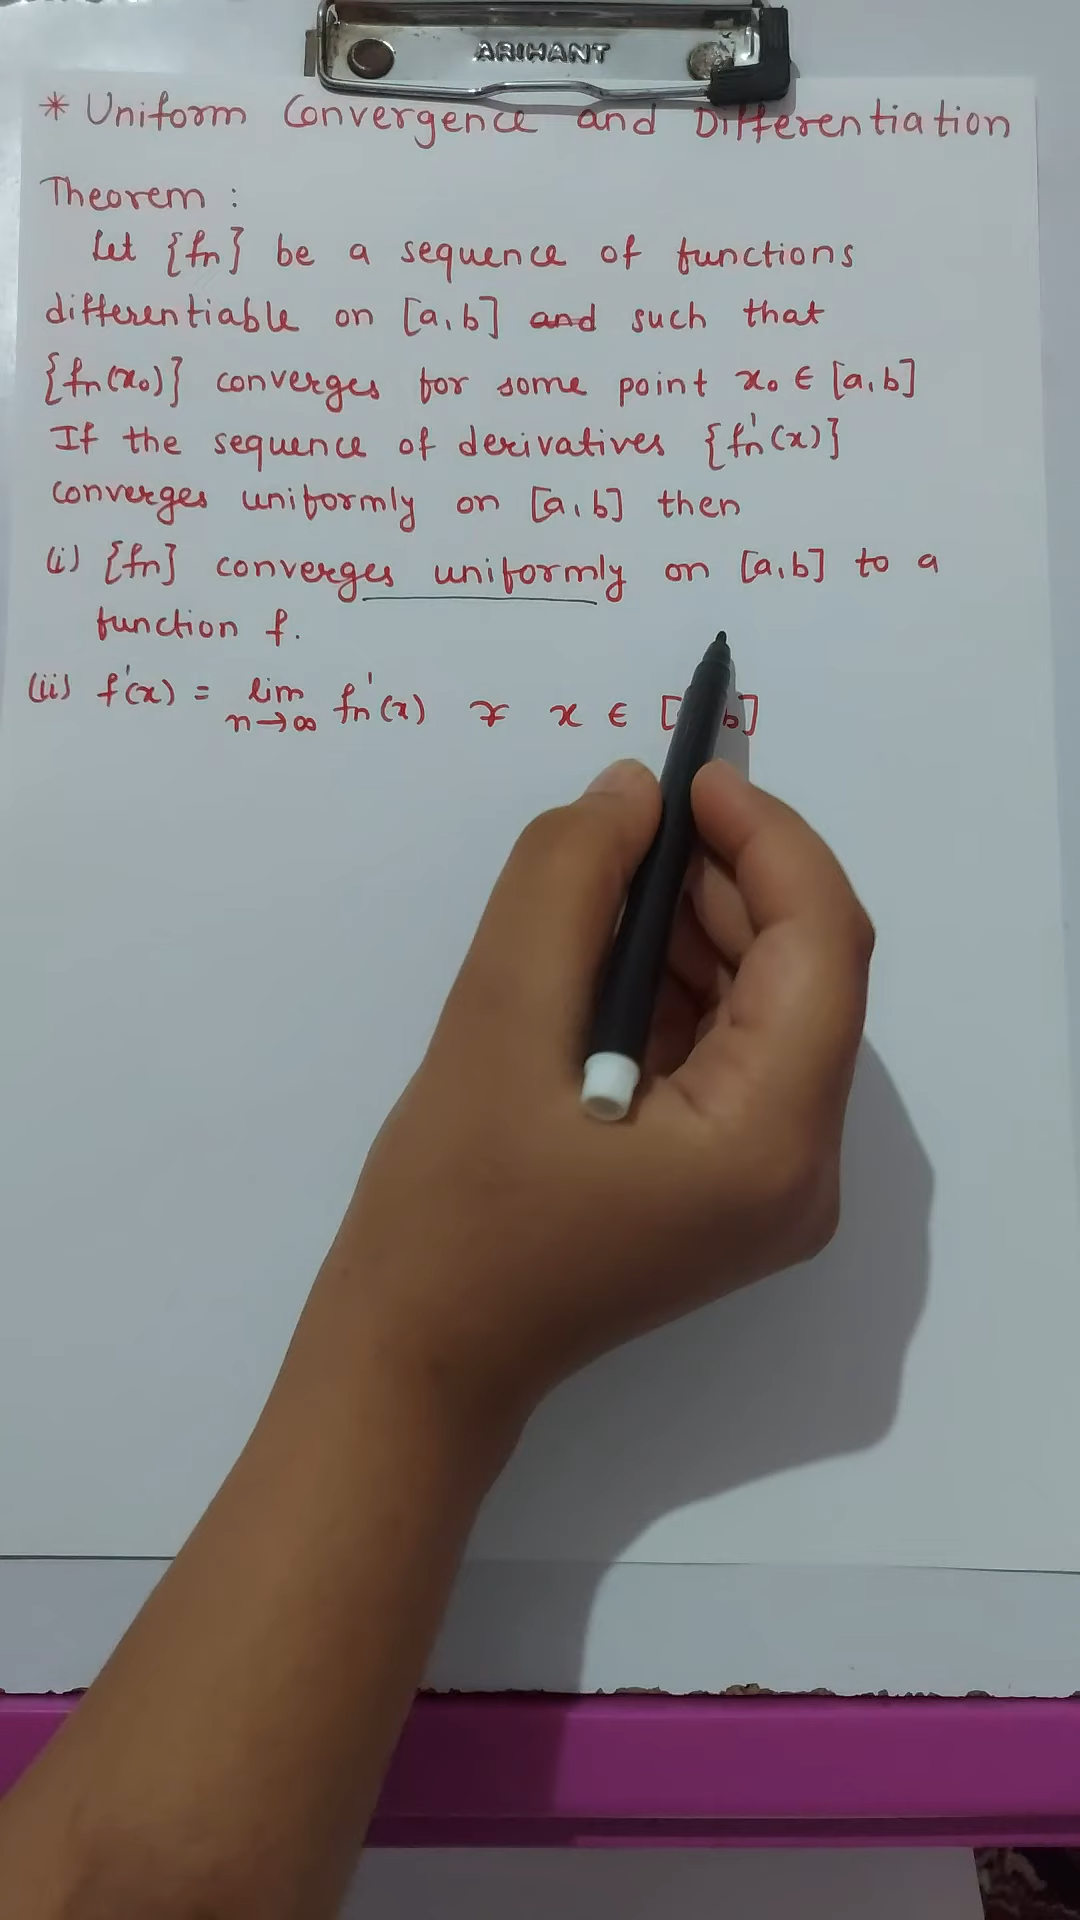 ARIHANT
* Uniform Convergence and Differentiation
Theorem :
Let {fn} be a sequence of functions
differentiable on [a,b] and such that
{fn(x₀)} converges for some point x₀ ∈ [a,b]
If the sequence of derivatives {fn'(x)}
converges uniformly on [a,b] then
(i) {fn} converges uniformly on [a,b] to a
function f.
(ii) f'(x) = lim n→∞ fn'(x) ∀ x ∈ [ b]